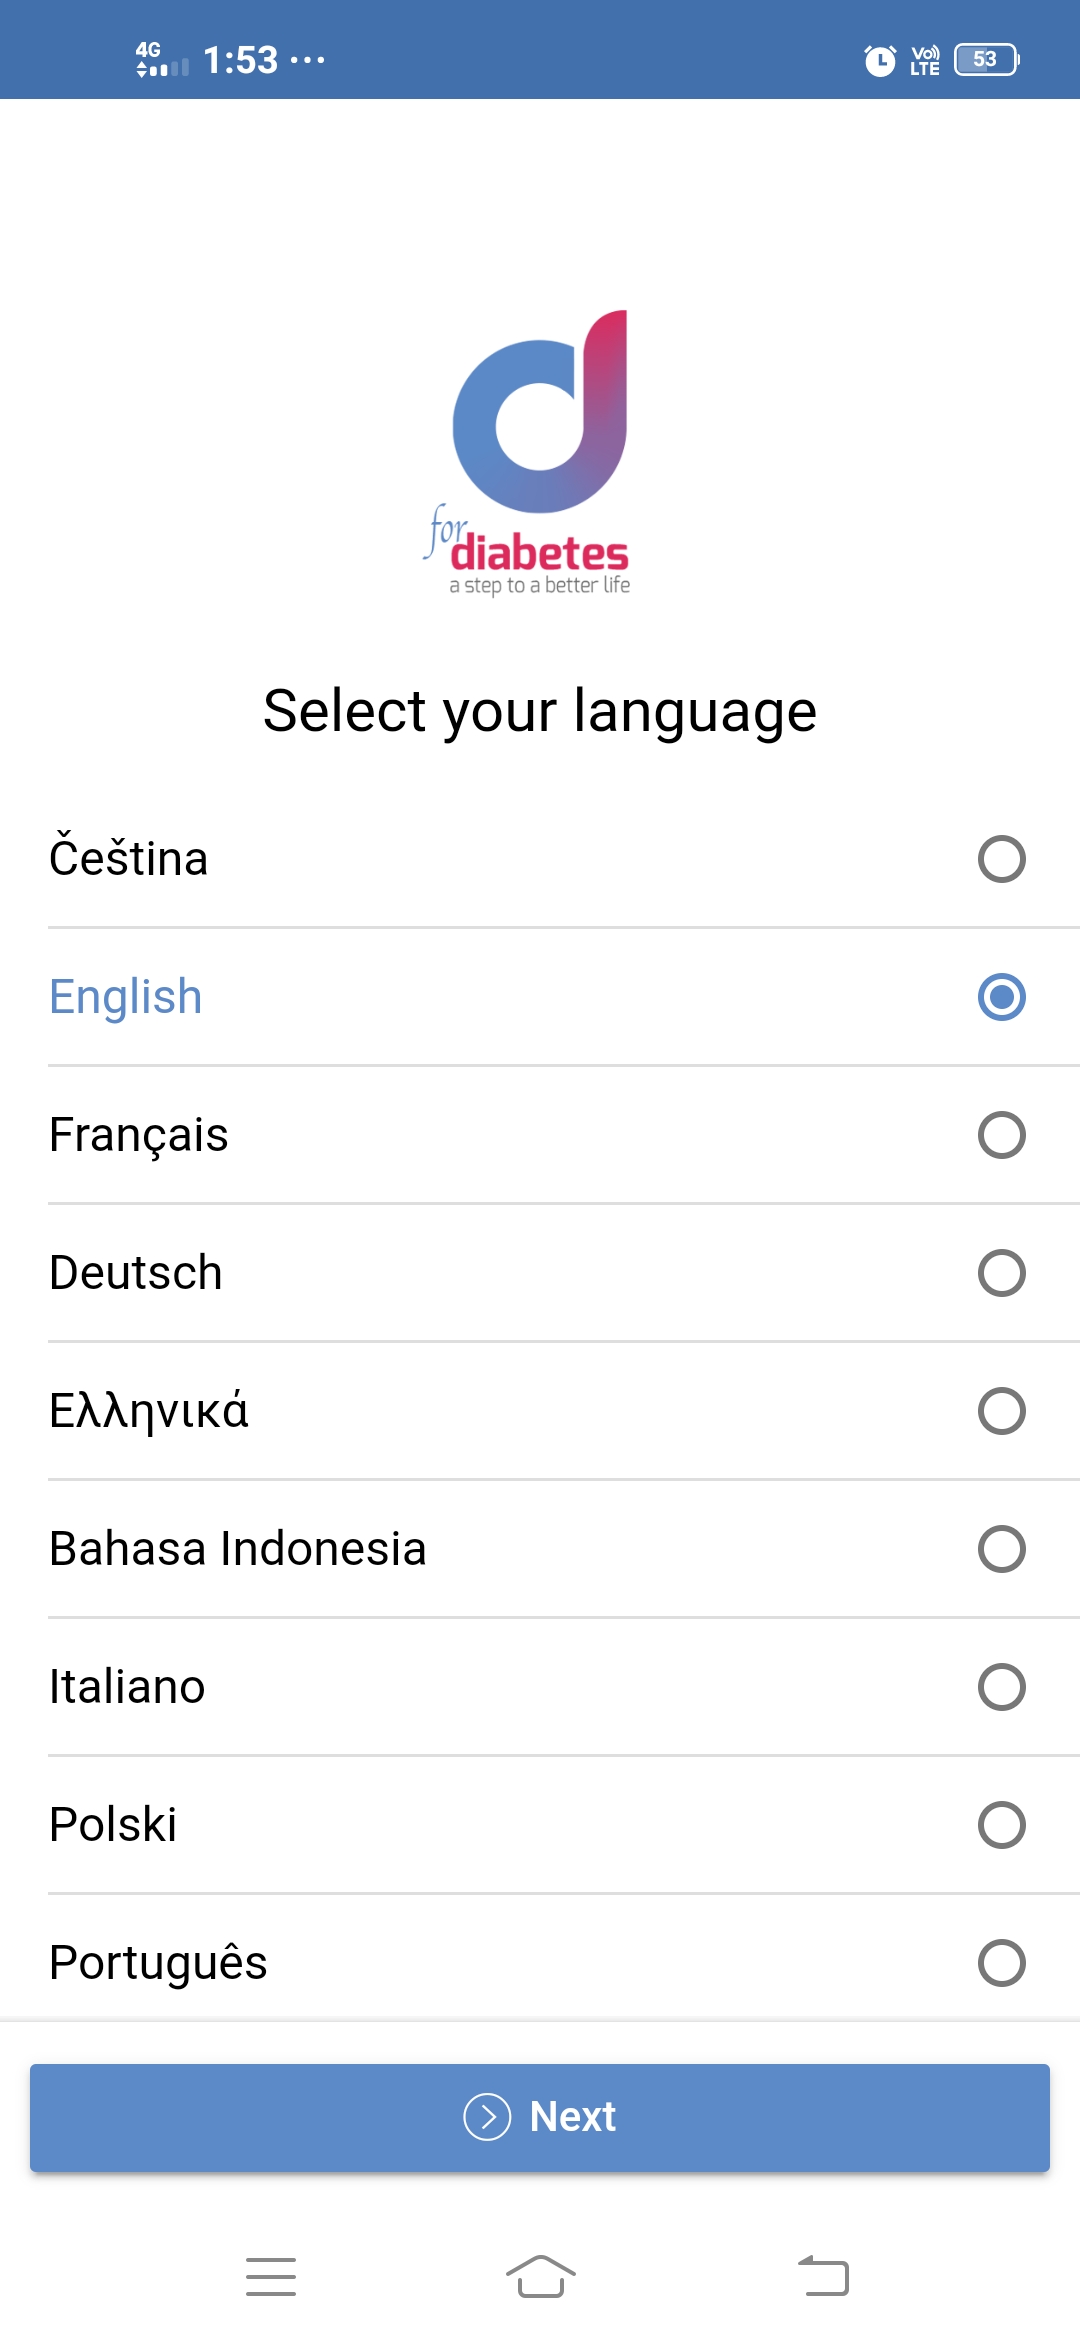 4G 1:53 ... Vo)) LTE 53
for
diabetes
a step to a better life
Select your language
Čeština
English
Français
Deutsch
Ελληνικά
Bahasa Indonesia
Italiano
Polski
Português
Next